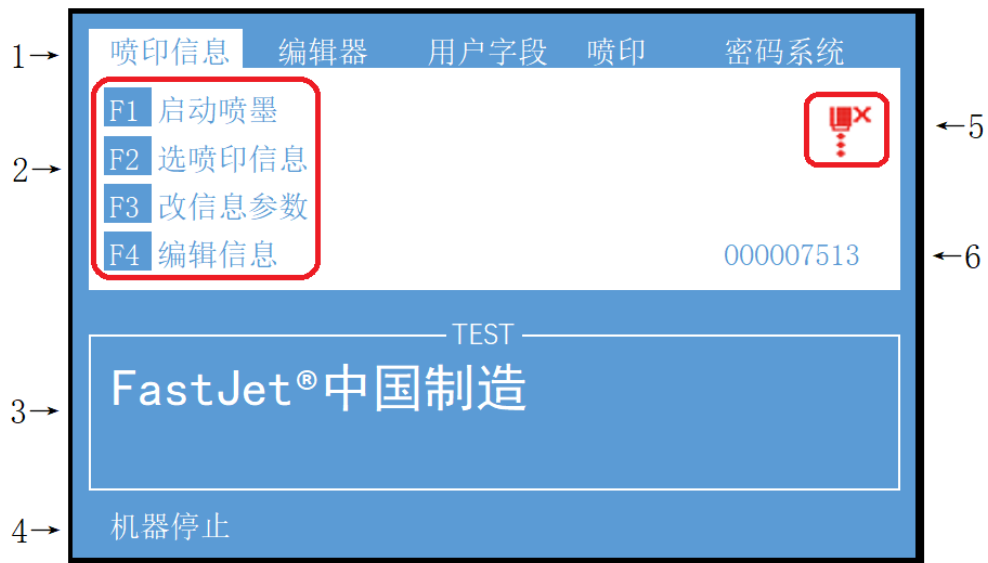 喷印信息 编辑器 用户字段 喷印 密码系统
1→
F1 启动喷墨
←5
F2 选喷印信息
2→
F3 改信息参数
F4 编辑信息
000007513 ←6
TEST
FastJet®中国制造
3→
4→ 机器停止